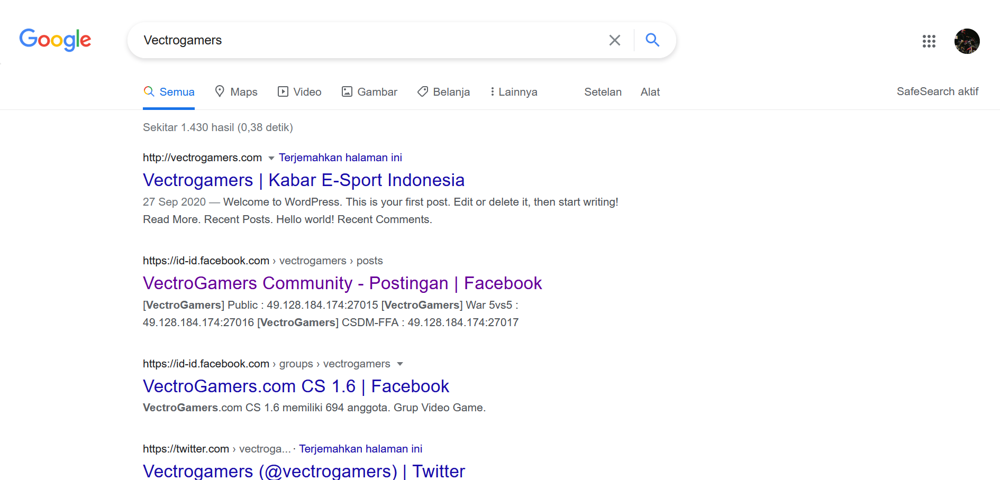 Google
Vectrogamers
Semua Maps Video Gambar Belanja Lainnya Setelan Alat SafeSearch aktif
Sekitar 1.430 hasil (0,38 detik)
http://vectrogamers.com Terjemahkan halaman ini
Vectrogamers | Kabar E-Sport Indonesia
27 Sep 2020 — Welcome to WordPress. This is your first post. Edit or delete it, then start writing!
Read More. Recent Posts. Hello world! Recent Comments.
https://id-id.facebook.com › vectrogamers › posts
VectroGamers Community - Postingan | Facebook
[VectroGamers] Public : 49.128.184.174:27015 [VectroGamers] War 5vs5 :
49.128.184.174:27016 [VectroGamers] CSDM-FFA : 49.128.184.174:27017
https://id-id.facebook.com › groups › vectrogamers
VectroGamers.com CS 1.6 | Facebook
VectroGamers.com CS 1.6 memiliki 694 anggota. Grup Video Game.
https://twitter.com › vectroga... · Terjemahkan halaman ini
Vectrogamers (@vectrogamers) | Twitter